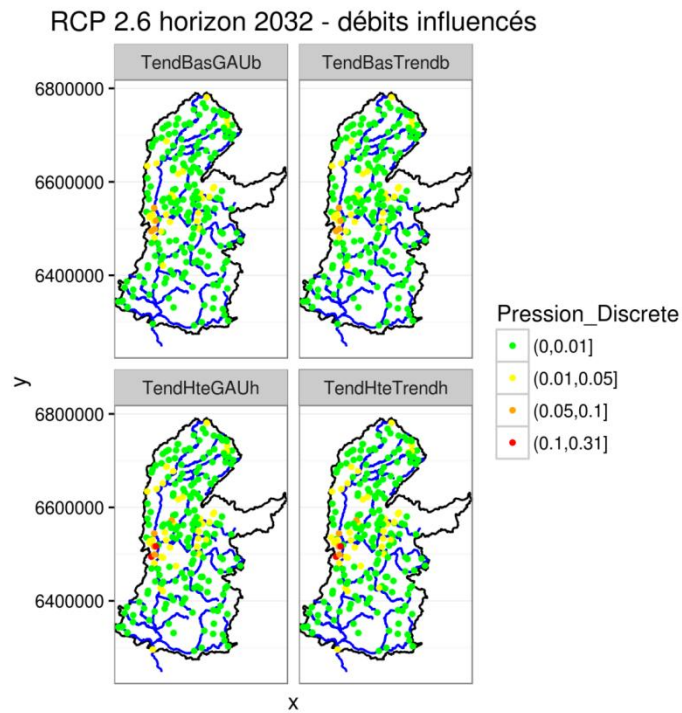 RCP 2.6 horizon 2032 - débits influencés
TendBasGAUb
TendBasTrendb
6800000
6600000
6400000
TendHteGAUh
TendHteTrendh
6800000
6600000
6400000
y
x
Pression_Discrete
(0,0.01]
(0.01,0.05]
(0.05,0.1]
(0.1,0.31]